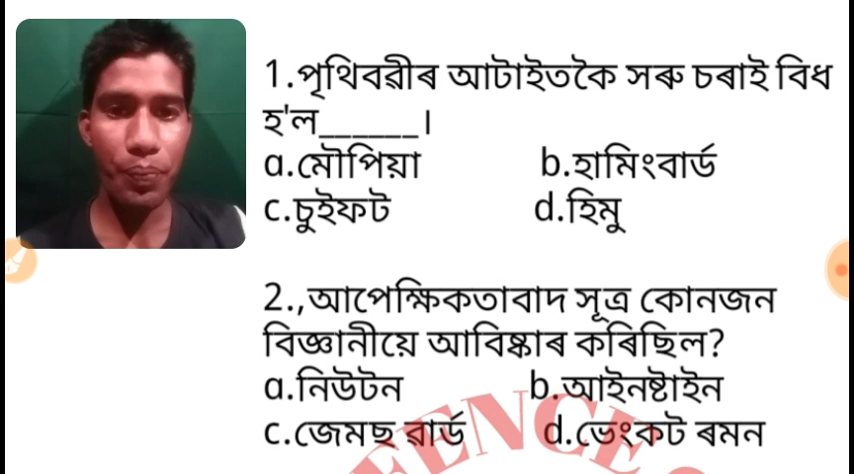 1.পৃথিবৱীৰ আটাইতকৈ সৰু চৰাই বিধ
হ'ল______।
a.মৌপিয়া b.হামিংবাৰ্ড
c.চুইফট d.হিমু
2.,আপেক্ষিকতাবাদ সূত্ৰ কোনজন
বিজ্ঞানীয়ে আবিষ্কাৰ কৰিছিল?
a.নিউটন b.আইনষ্টাইন
c.জেমছ ৱাৰ্ড d.ভেংকট ৰমন